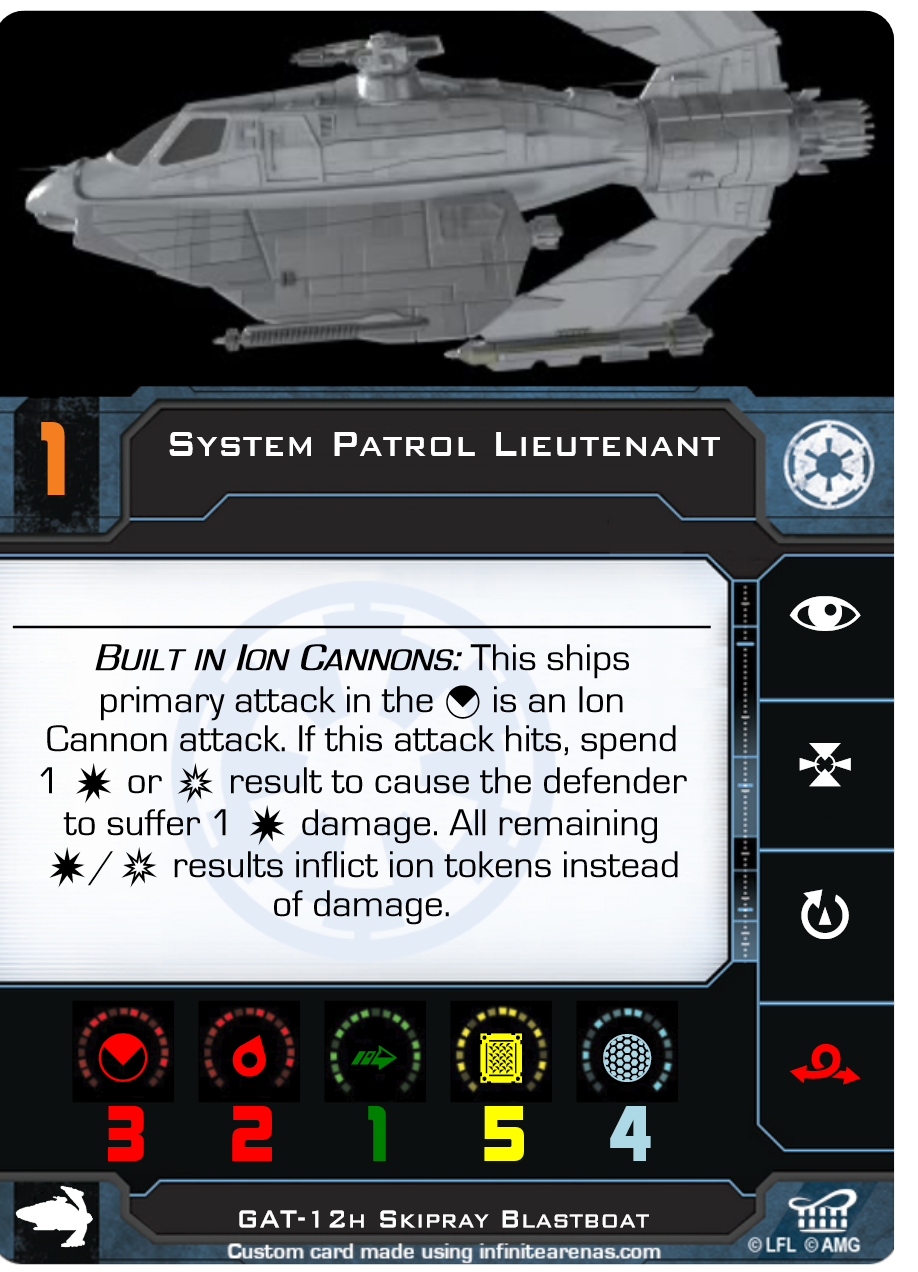 1
System Patrol Lieutenant
Built in Ion Cannons: This ships
primary attack in the is an Ion
Cannon attack. If this attack hits, spend
1 or result to cause the defender
to suffer 1 damage. All remaining
/ results inflict ion tokens instead
of damage.
3 2 1 5 4
GAT-12h Skipray Blastboat
Custom card made using infinitearenas.com
© LFL © AMG